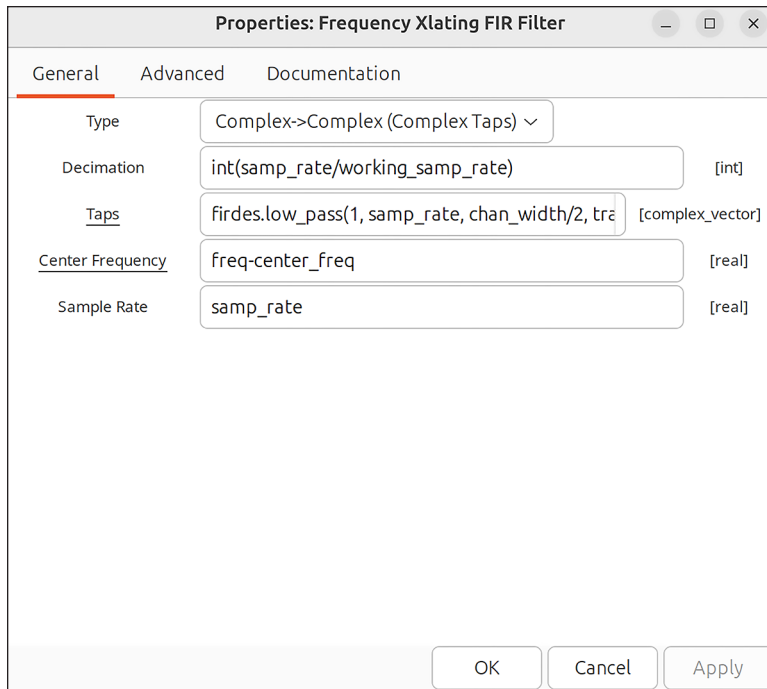 Properties: Frequency Xlating FIR Filter
General Advanced Documentation
Type Complex->Complex (Complex Taps)
Decimation int(samp_rate/working_samp_rate) [int]
Taps firdes.low_pass(1, samp_rate, chan_width/2, tra [complex_vector]
Center Frequency freq-center_freq [real]
Sample Rate samp_rate [real]
OK Cancel Apply